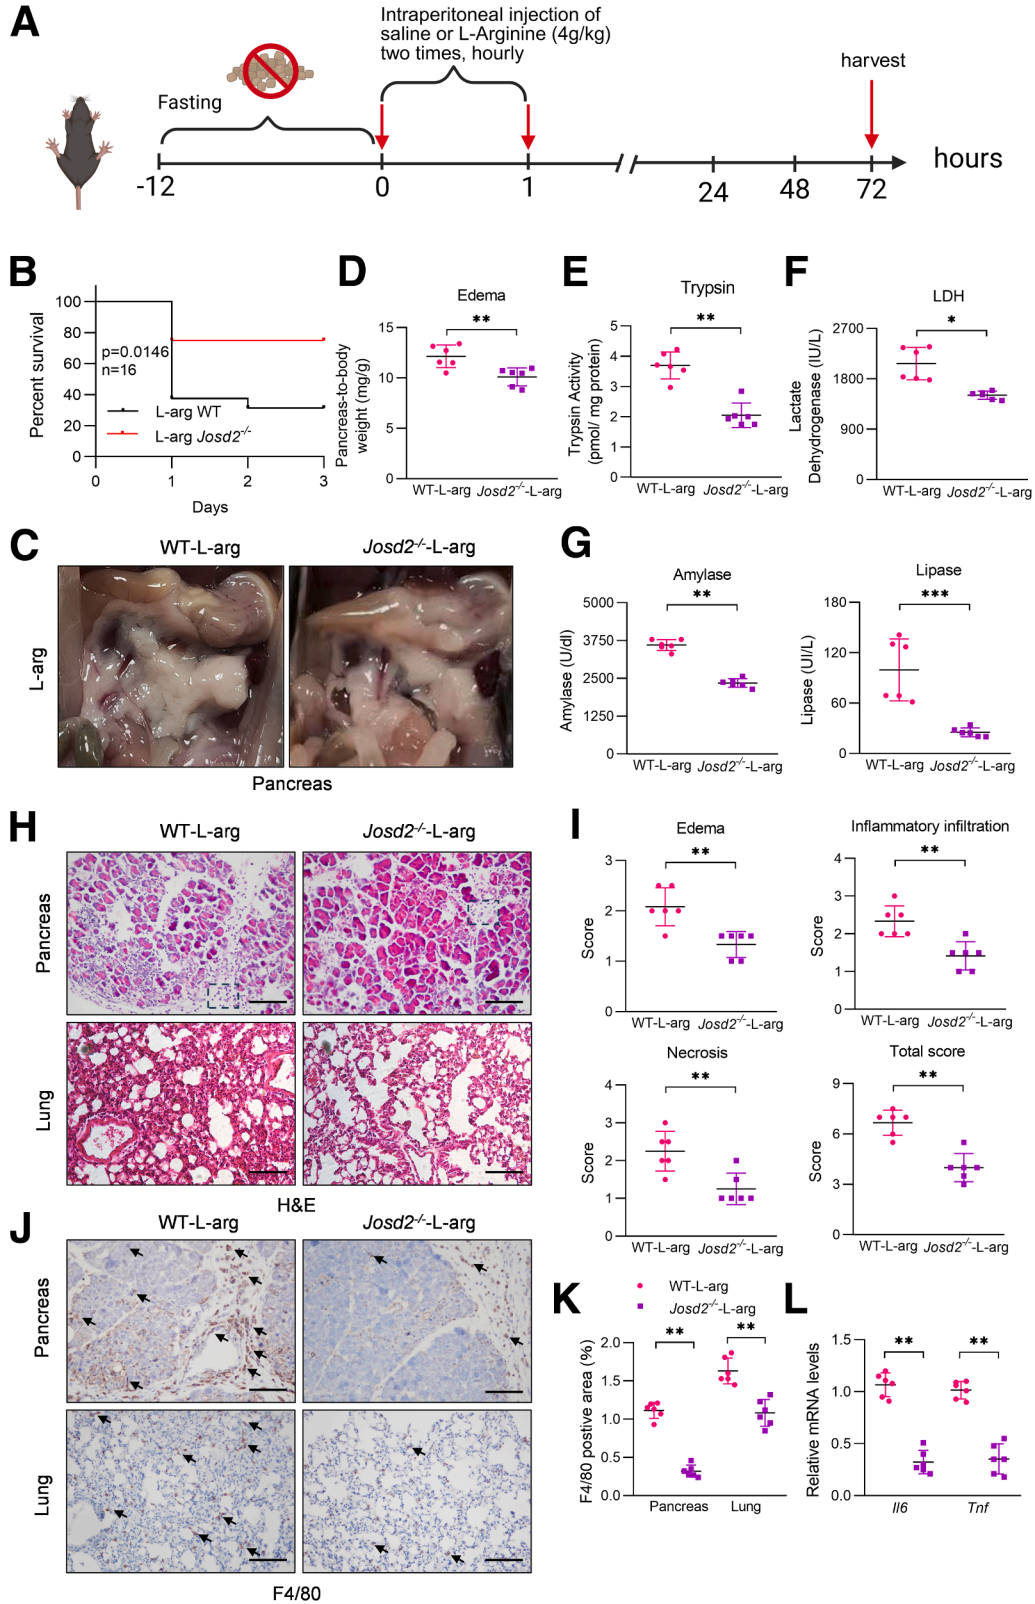 A
Intraperitoneal injection of
saline or L-Arginine (4g/kg)
two times, hourly
harvest
Fasting
hours
-12
0
1
24
48
72
B
Percent survival
100
80
60
40
20
0
p=0.0146
n=16
L-arg WT
L-arg Josd2-/-
0
1
2
3
Days
D
Edema
**
Pancreas-to-body
weight (mg/g)
15
10
5
0
WT-L-arg
Josd2-/--L-arg
E
Trypsin
**
Trypsin Activity
(pmol/ mg protein)
5
4
3
2
1
0
WT-L-arg
Josd2-/--L-arg
F
LDH
*
Lactate
Dehydrogenase (IU/L)
2700
1800
900
0
WT-L-arg
Josd2-/--L-arg
C
WT-L-arg
Josd2-/--L-arg
L-arg
Pancreas
G
Amylase
**
Amylase (U/dl)
5000
3750
2500
1250
0
WT-L-arg
Josd2-/--L-arg
Lipase
***
Lipase (UI/L)
180
120
60
0
WT-L-arg
Josd2-/--L-arg
H
WT-L-arg
Josd2-/--L-arg
Pancreas
Lung
H&E
I
Edema
**
Score
3
2
1
0
WT-L-arg
Josd2-/--L-arg
Inflammatory infiltration
**
Score
4
3
2
1
0
WT-L-arg
Josd2-/--L-arg
Necrosis
**
Score
4
3
2
1
0
WT-L-arg
Josd2-/--L-arg
Total score
**
Score
9
6
3
0
WT-L-arg
Josd2-/--L-arg
J
WT-L-arg
Josd2-/--L-arg
Pancreas
Lung
F4/80
K
WT-L-arg
Josd2-/--L-arg
**
**
F4/80 postive area (%)
2.0
1.5
1.0
0.5
0.0
Pancreas
Lung
L
**
**
Relative mRNA levels
1.5
1.0
0.5
0.0
Il6
Tnf